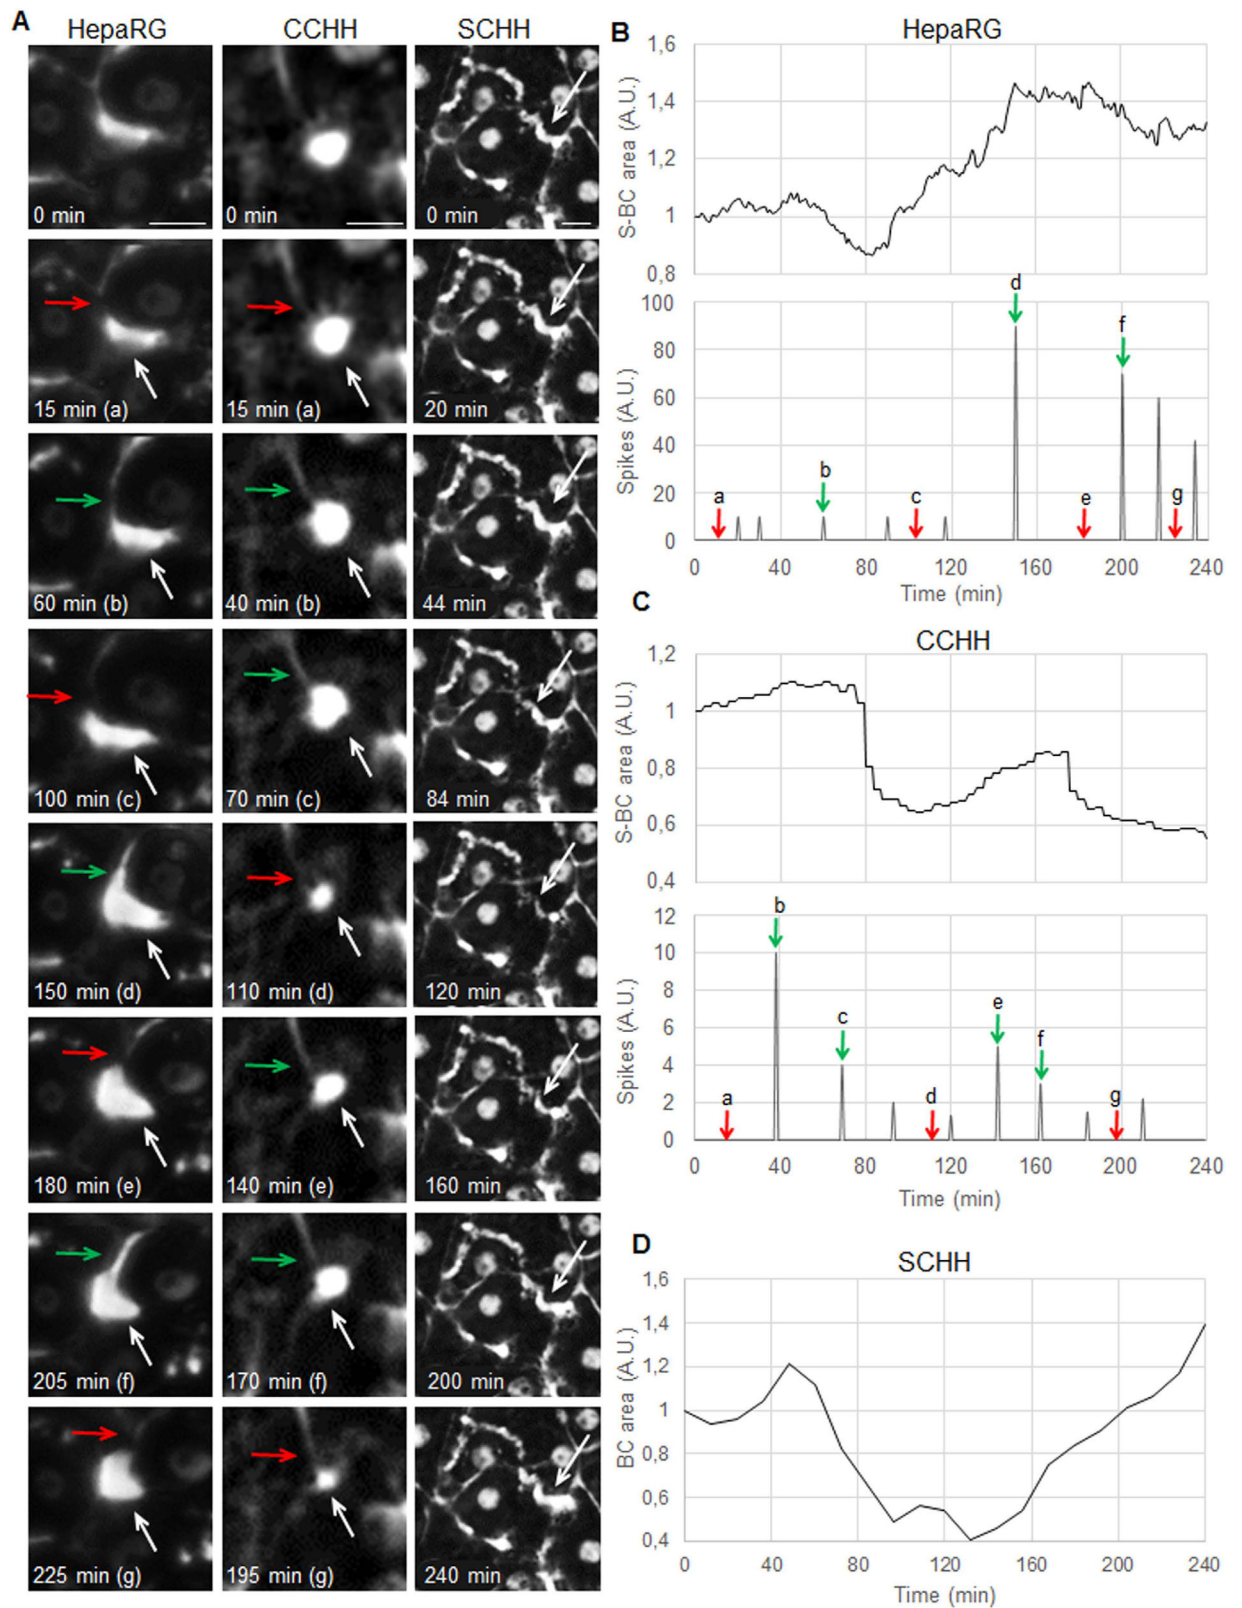 A
HepaRG
CCHH
SCHH
0 min
0 min
0 min
15 min (a)
15 min (a)
20 min
60 min (b)
40 min (b)
44 min
100 min (c)
70 min (c)
84 min
150 min (d)
110 min (d)
120 min
180 min (e)
140 min (e)
160 min
205 min (f)
170 min (f)
200 min
225 min (g)
195 min (g)
240 min
B
HepaRG
S-BC area (A.U.)
1,6
1,4
1,2
1
0,8
Spikes (A.U.)
100
80
60
40
20
0
a
b
c
d
e
f
g
0 40 80 120 160 200 240
Time (min)
C
CCHH
S-BC area (A.U.)
1,2
1
0,8
0,6
0,4
Spikes (A.U.)
12
10
8
6
4
2
0
a
b
c
d
e
f
g
0 40 80 120 160 200 240
Time (min)
D
SCHH
BC area (A.U.)
1,6
1,4
1,2
1
0,8
0,6
0,4
0 40 80 120 160 200 240
Time (min)